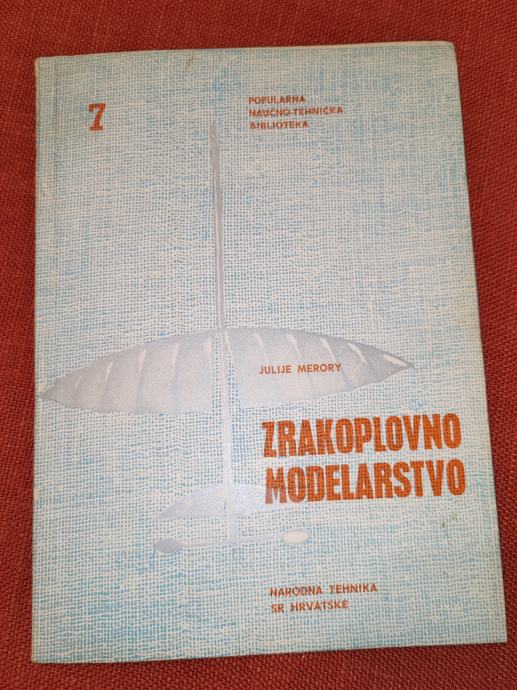 7
POPULARNA
NAUČNO-TEHNIČKA
BIBLIOTEKA
JULIJE MERORY
ZRAKOPLOVNO
MODELARSTVO
NARODNA TEHNIKA
SR HRVATSKE